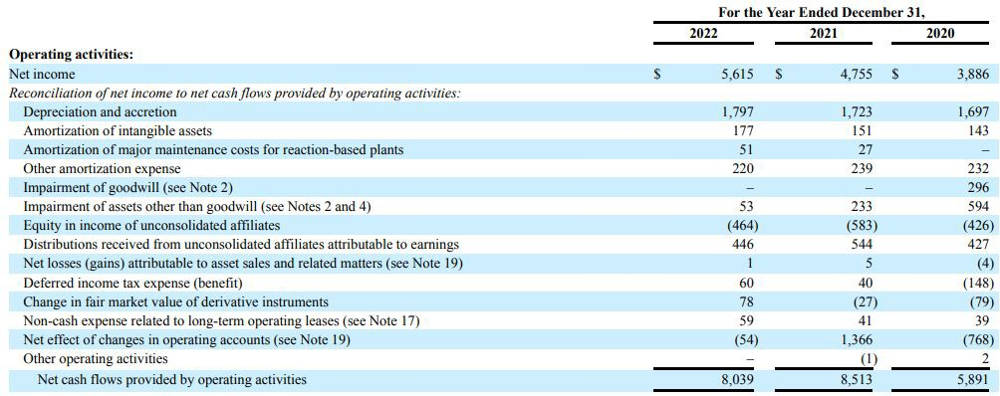 For the Year Ended December 31,
2022 2021 2020
Operating activities:
Net income $ 5,615 $ 4,755 $ 3,886
Reconciliation of net income to net cash flows provided by operating activities:
Depreciation and accretion 1,797 1,723 1,697
Amortization of intangible assets 177 151 143
Amortization of major maintenance costs for reaction-based plants 51 27 –
Other amortization expense 220 239 232
Impairment of goodwill (see Note 2) – – 296
Impairment of assets other than goodwill (see Notes 2 and 4) 53 233 594
Equity in income of unconsolidated affiliates (464) (583) (426)
Distributions received from unconsolidated affiliates attributable to earnings 446 544 427
Net losses (gains) attributable to asset sales and related matters (see Note 19) 1 5 (4)
Deferred income tax expense (benefit) 60 40 (148)
Change in fair market value of derivative instruments 78 (27) (79)
Non-cash expense related to long-term operating leases (see Note 17) 59 41 39
Net effect of changes in operating accounts (see Note 19) (54) 1,366 (768)
Other operating activities – (1) 2
Net cash flows provided by operating activities 8,039 8,513 5,891